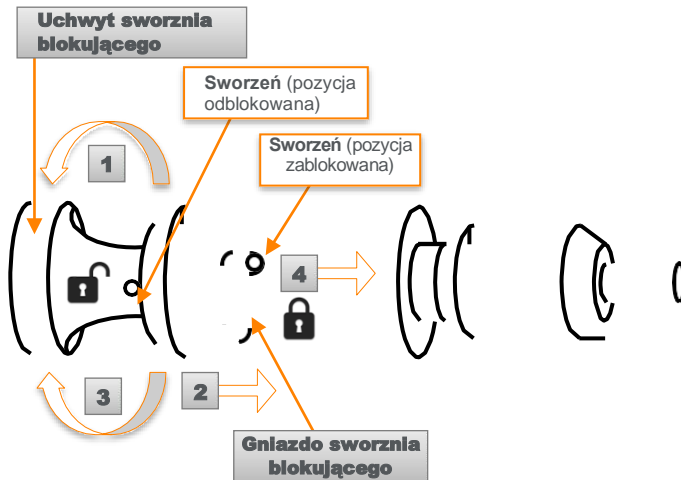 Uchwyt sworznia
blokującego
Sworzeń (pozycja
odblokowana)
Sworzeń (pozycja
zablokowana)
1
4
3
2
Gniazdo sworznia
blokującego